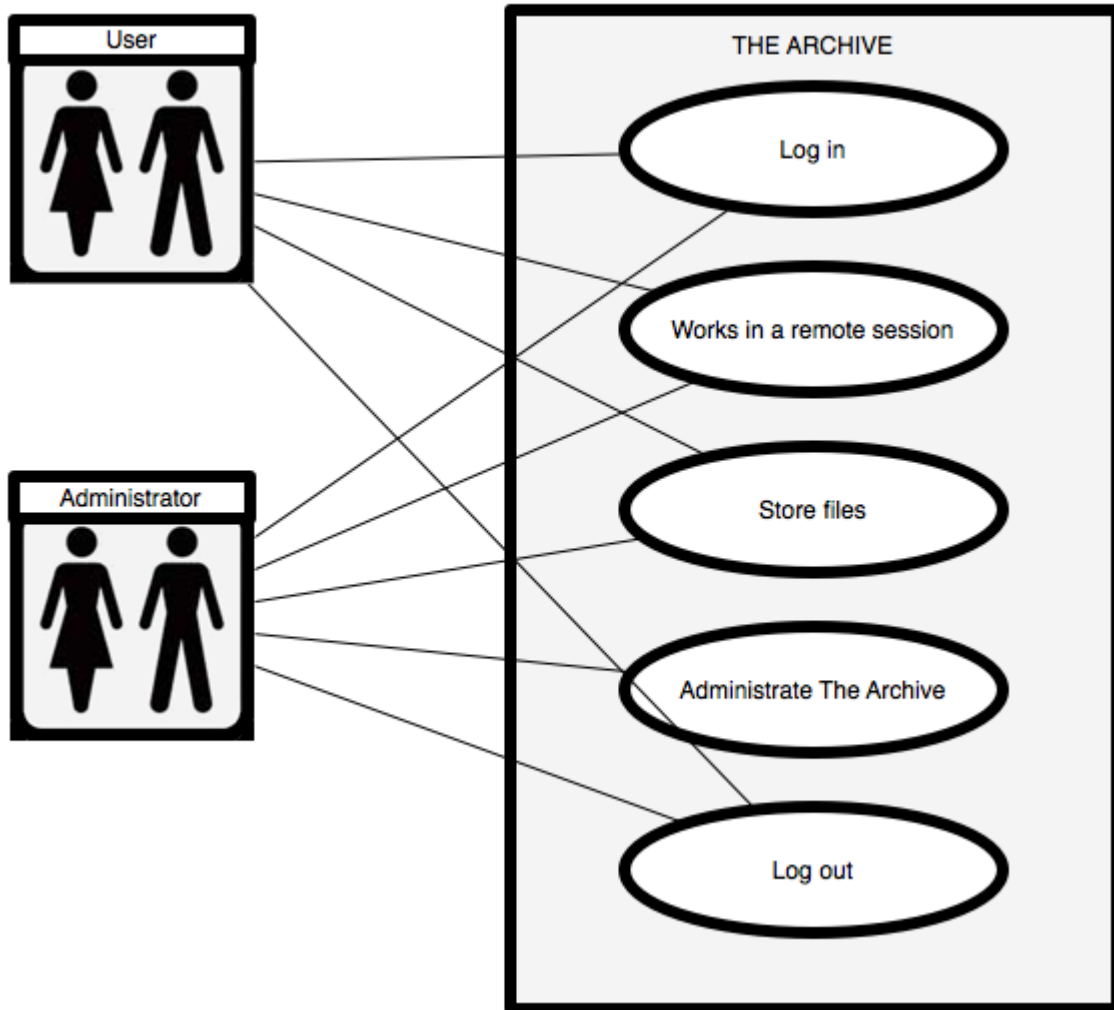 User
THE ARCHIVE
Log in
Works in a remote session
Administrator
Store files
Administrate The Archive
Log out